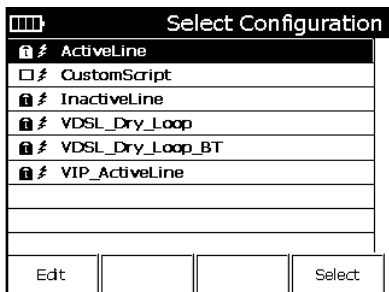 Select Configuration
ActiveLine
CustomScript
InactiveLine
VDSL_Dry_Loop
VDSL_Dry_Loop_BT
VIP_ActiveLine
Edit Select